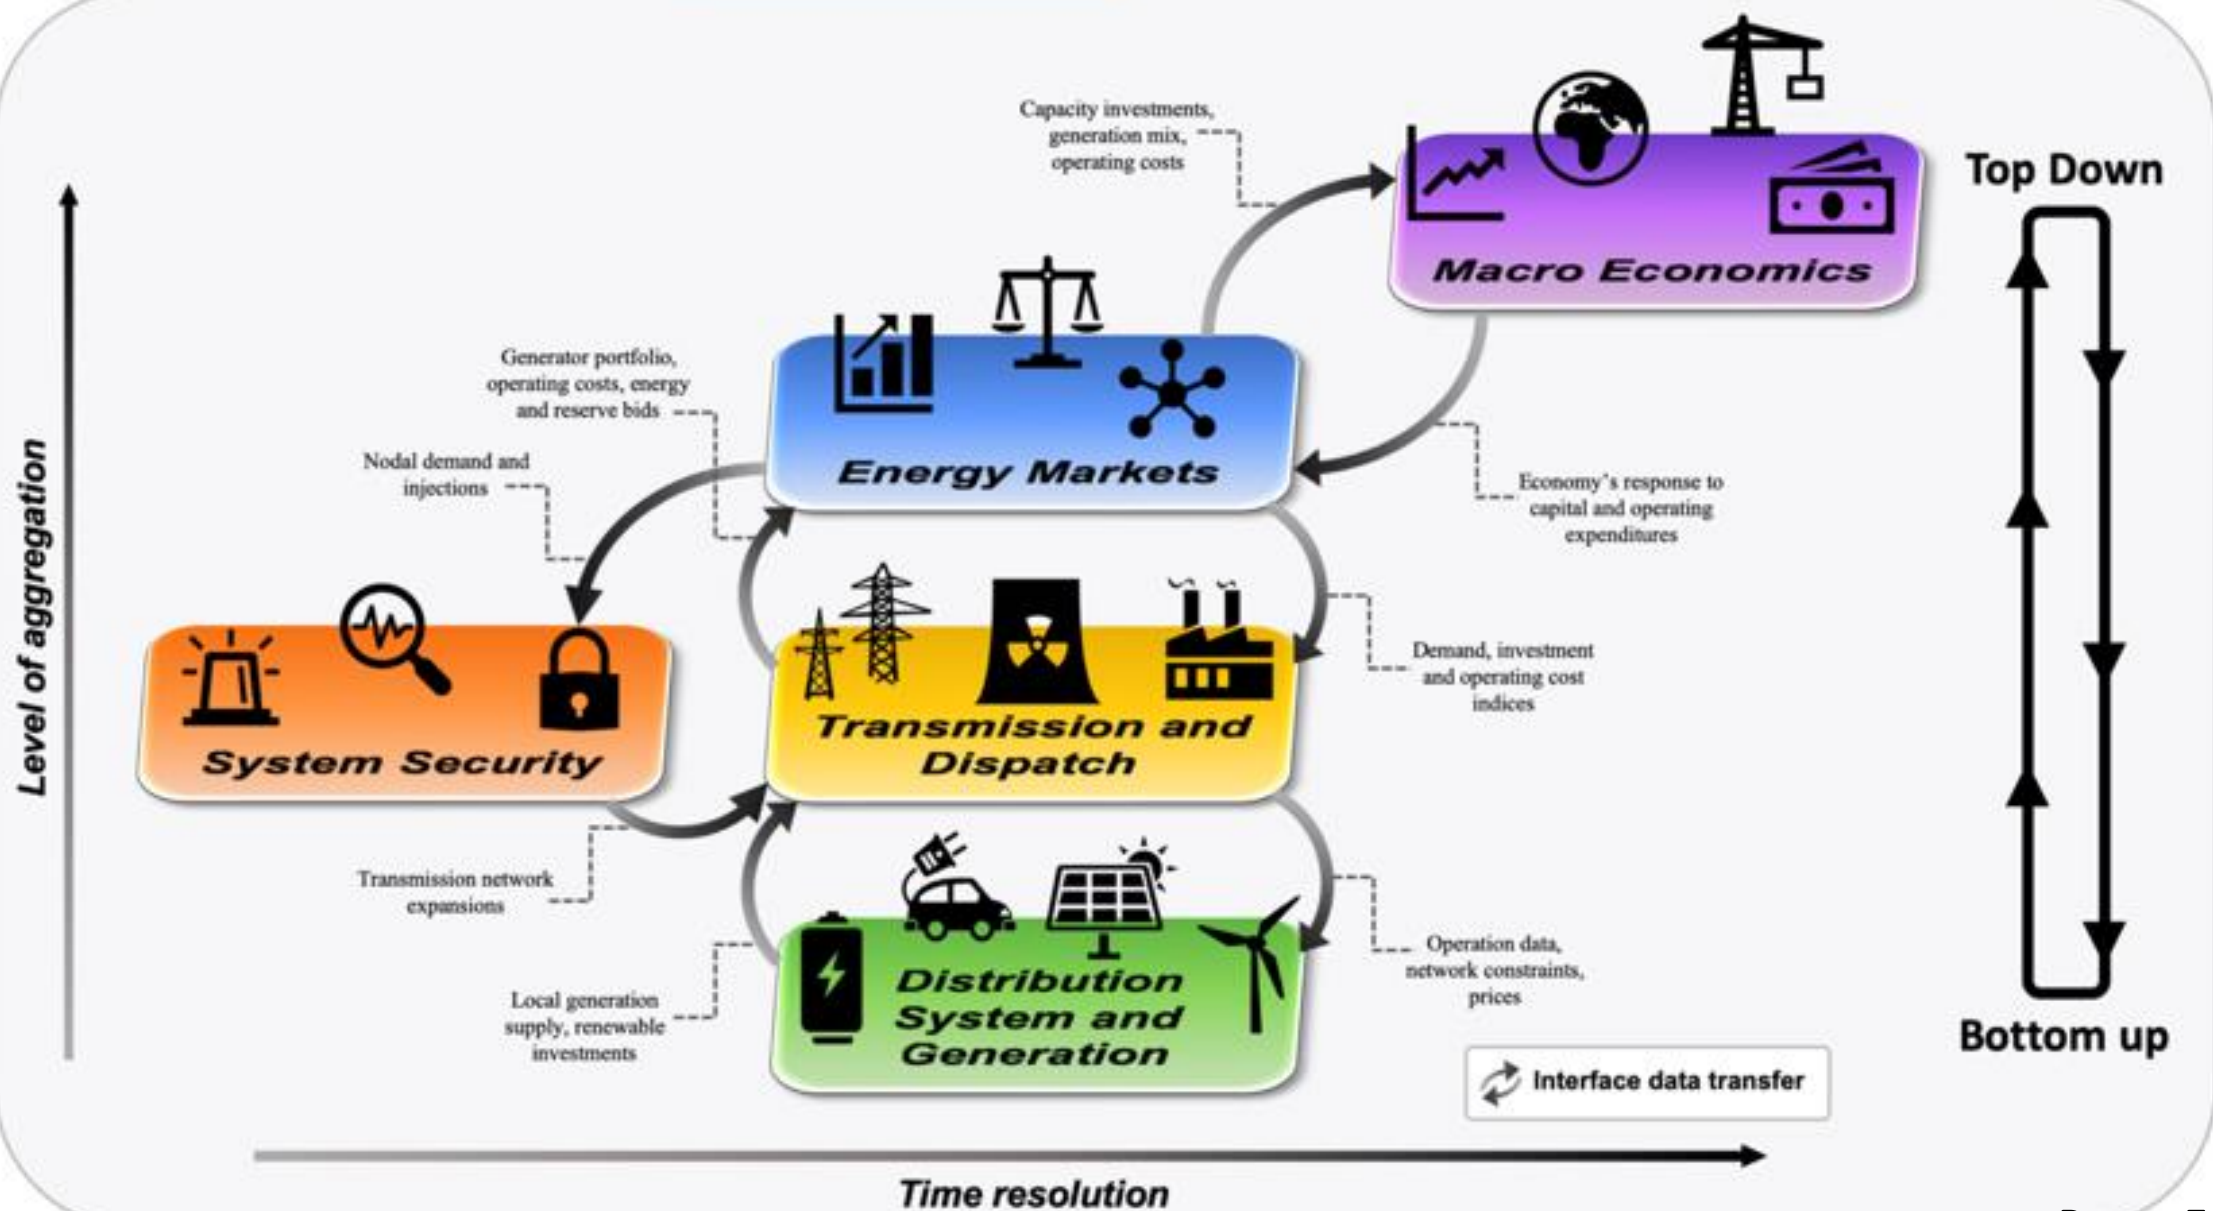 Capacity investments,
generation mix,
operating costs
Top Down
Macro Economics
Generator portfolio,
operating costs, energy
and reserve bids
Energy Markets
Nodal demand and
injections
Economy's response to
capital and operating
expenditures
Level of aggregation
Demand, investment
and operating cost
indices
System Security
Transmission and
Dispatch
Transmission network
expansions
Operation data,
network constraints,
prices
Distribution
System and
Generation
Local generation
supply, renewable
investments
Bottom up
Interface data transfer
Time resolution